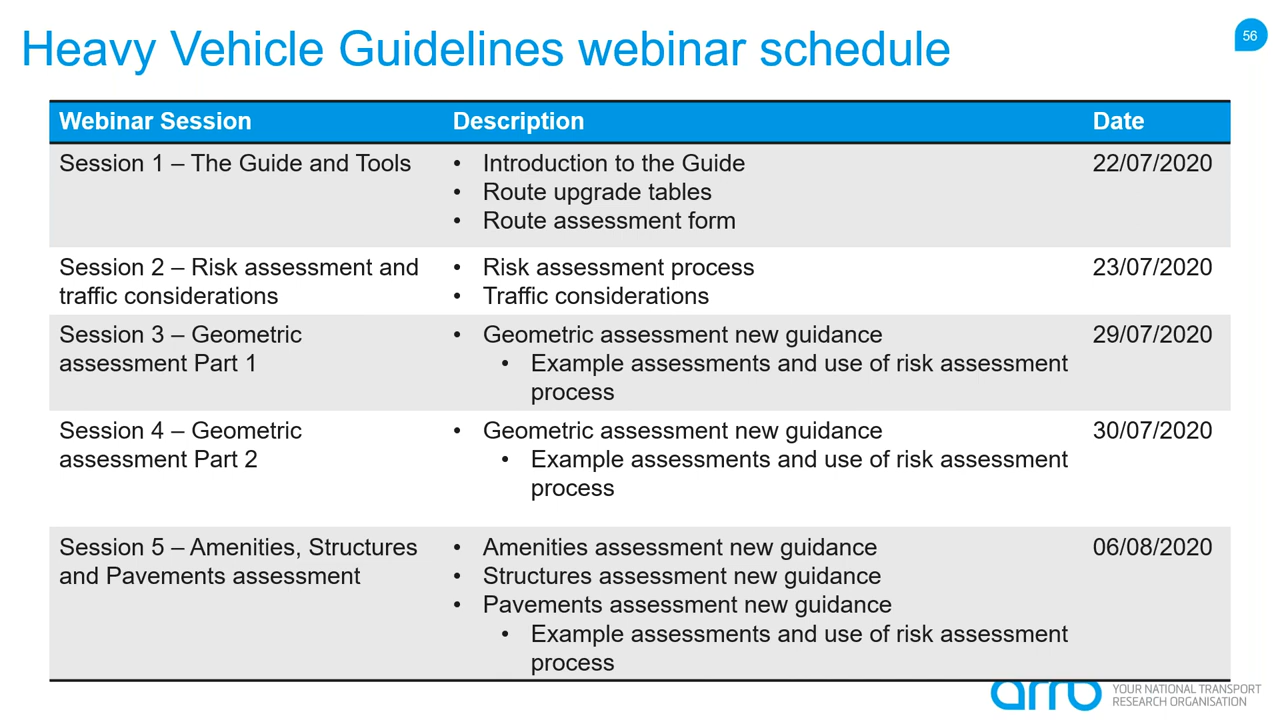 Heavy Vehicle Guidelines webinar schedule
56
Webinar Session Description Date
Session 1 – The Guide and Tools
• Introduction to the Guide
• Route upgrade tables
• Route assessment form
22/07/2020
Session 2 – Risk assessment and
traffic considerations
• Risk assessment process
• Traffic considerations
23/07/2020
Session 3 – Geometric
assessment Part 1
• Geometric assessment new guidance
• Example assessments and use of risk assessment
process
29/07/2020
Session 4 – Geometric
assessment Part 2
• Geometric assessment new guidance
• Example assessments and use of risk assessment
process
30/07/2020
Session 5 – Amenities, Structures
and Pavements assessment
• Amenities assessment new guidance
• Structures assessment new guidance
• Pavements assessment new guidance
• Example assessments and use of risk assessment
process
06/08/2020
arrb
YOUR NATIONAL TRANSPORT
RESEARCH ORGANISATION